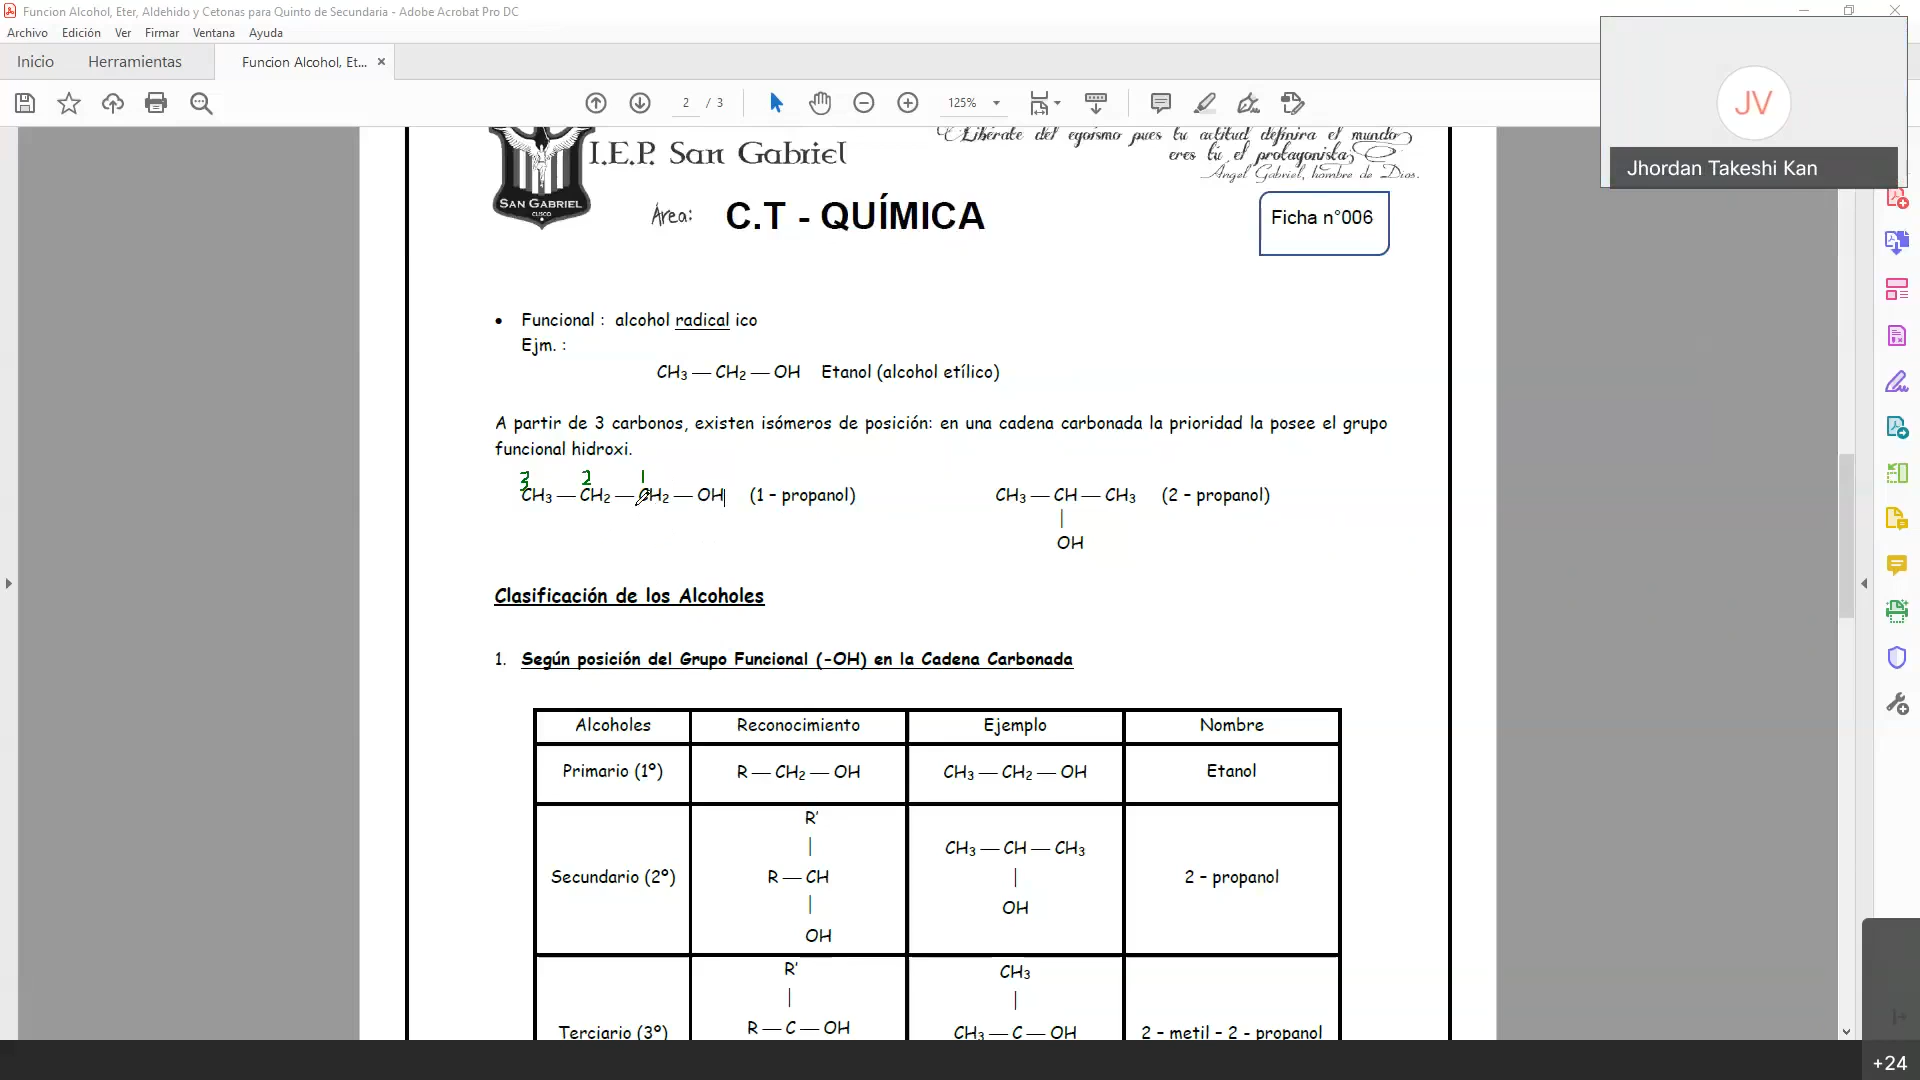 Funcion Alcohol, Eter, Aldehido y Cetonas para Quinto de Secundaria - Adobe Acrobat Pro DC
Archivo Edición Ver Firmar Ventana Ayuda
Inicio Herramientas Funcion Alcohol, Et... ×
2 / 3 125%
JV
Jhordan Takeshi Kan
Libérate del egoísmo pues tu actitud definira el mundo
eres tu el protagonista;
Angel Gabriel, hombre de Dios.
I.E.P. San Gabriel
SAN GABRIEL
CUSCO
Área: C.T - QUÍMICA
Ficha n°006
• Funcional : alcohol radical ico
Ejm. :
CH₃ — CH₂ — OH Etanol (alcohol etílico)
A partir de 3 carbonos, existen isómeros de posición: en una cadena carbonada la prioridad la posee el grupo
funcional hidroxi.
3 2 1
CH₃ — CH₂ — CH₂ — OH (1 – propanol) CH₃ — CH — CH₃ (2 – propanol)
|
OH
Clasificación de los Alcoholes
1. Según posición del Grupo Funcional (-OH) en la Cadena Carbonada
Alcoholes Reconocimiento Ejemplo Nombre
Primario (1º) R — CH₂ — OH CH₃ — CH₂ — OH Etanol
R'
|
R — CH
|
OH
CH₃ — CH — CH₃
|
OH
Secundario (2º) 2 – propanol
R'
|
R — C — OH
CH₃
|
CH₃ — C — OH
Terciario (3º) 2 – metil – 2 - propanol
+24